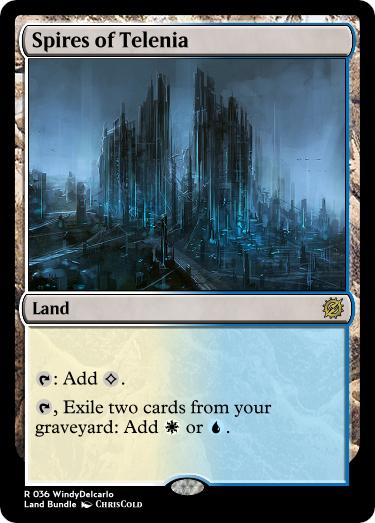 Spires of Telenia
Land
: Add .
, Exile two cards from your
graveyard: Add or .
R 036 WindyDelcarlo
Land Bundle ChrisCold